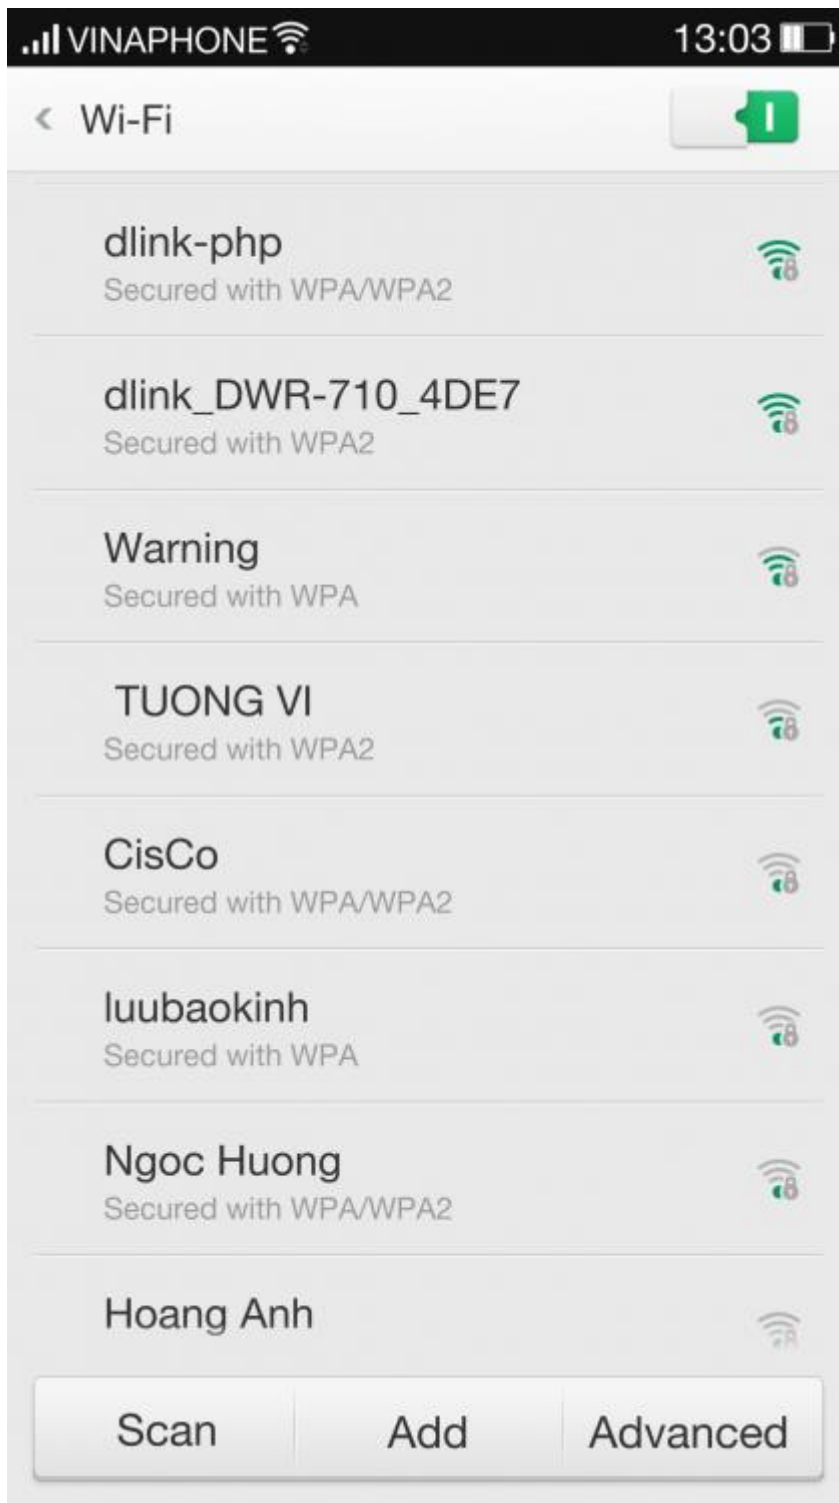 VINAPHONE 13:03
Wi-Fi
dlink-php
Secured with WPA/WPA2
dlink_DWR-710_4DE7
Secured with WPA2
Warning
Secured with WPA
TUONG VI
Secured with WPA2
CisCo
Secured with WPA/WPA2
luubaokinh
Secured with WPA
Ngoc Huong
Secured with WPA/WPA2
Hoang Anh
Scan Add Advanced